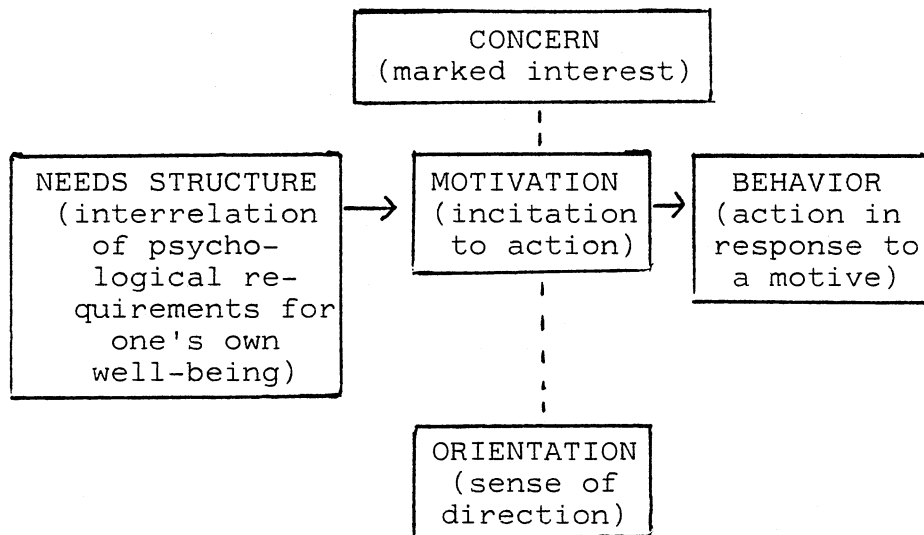 CONCERN
(marked interest)
NEEDS STRUCTURE
(interrelation
of psycho-
logical re-
quirements for
one's own
well-being)
MOTIVATION
(incitation
to action)
BEHAVIOR
(action in
response to
a motive)
ORIENTATION
(sense of
direction)